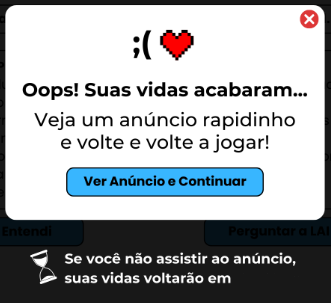 ;(
Oops! Suas vidas acabaram...
Veja um anúncio rapidinho
e volte e volte a jogar!
Ver Anúncio e Continuar
Entendi
Perguntar a LAI
Se você não assistir ao anúncio,
suas vidas voltarão em